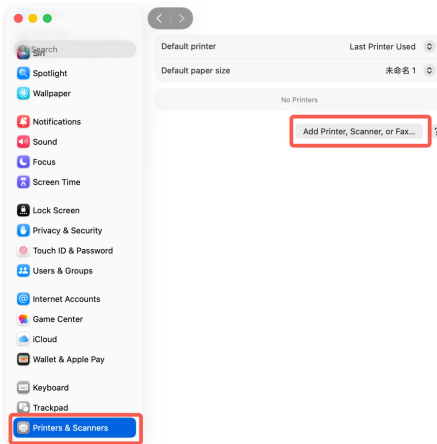 Search
Siri
Spotlight
Wallpaper
Notifications
Sound
Focus
Screen Time
Lock Screen
Privacy & Security
Touch ID & Password
Users & Groups
Internet Accounts
Game Center
iCloud
Wallet & Apple Pay
Keyboard
Trackpad
Printers & Scanners
Default printer Last Printer Used
Default paper size 未命名 1
No Printers
Add Printer, Scanner, or Fax... ?